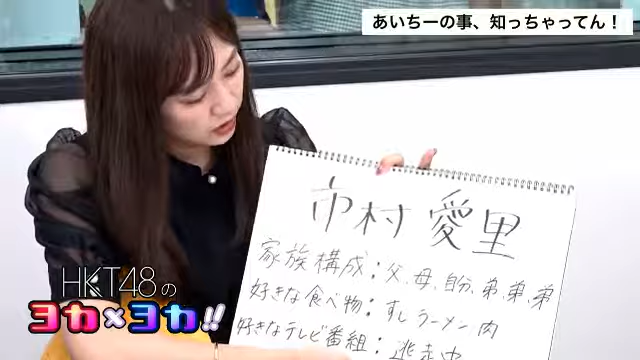 あいちーの事、知っちゃってん！
市村 愛里
家族構成：父、母、自分、弟、弟、弟
好きな食べ物：すし ラーメン 肉
好きなテレビ番組：逃走中
HKT48の
ヨカ×ヨカ!!